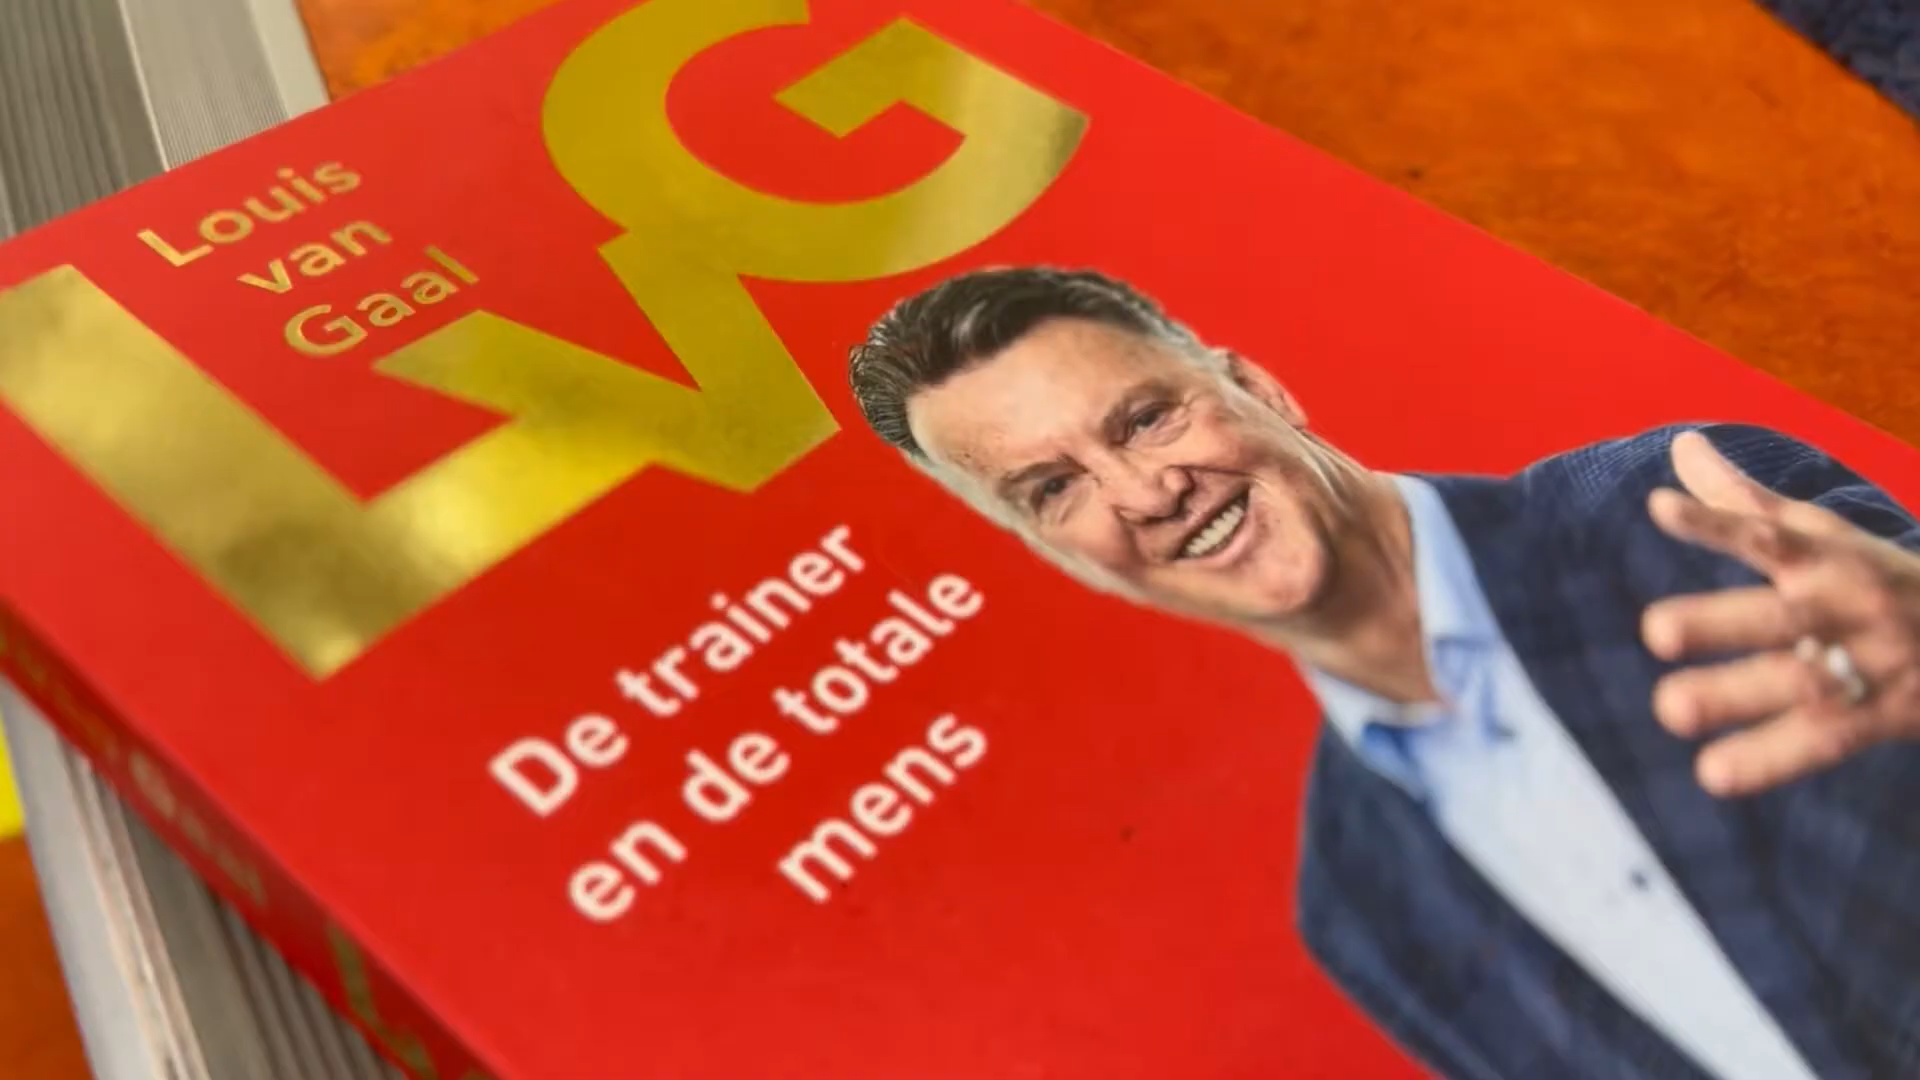 LVG
Louis
van
Gaal
De trainer
en de totale
mens